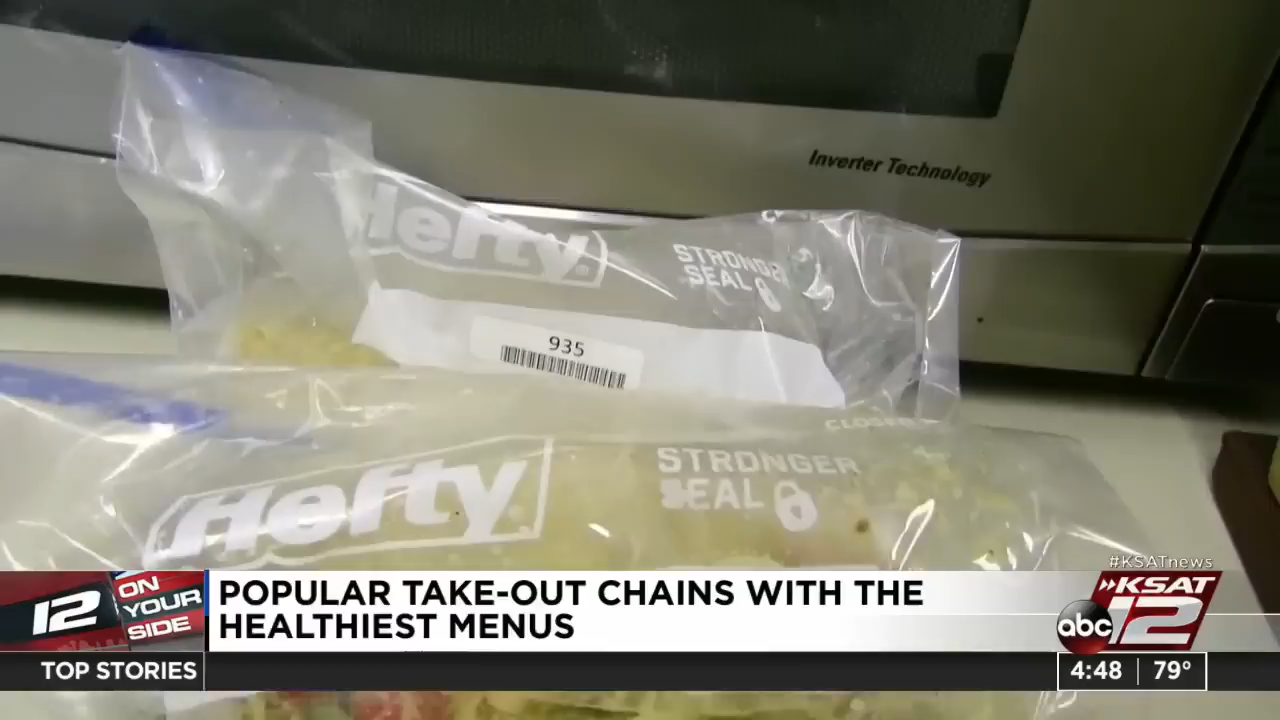 Inverter Technology
Hefty
STRONGER
SEAL
935
CLOSED
Hefty
STRONGER
SEAL
#KSATnews
12 ON YOUR SIDE
POPULAR TAKE-OUT CHAINS WITH THE
HEALTHIEST MENUS
KSAT
abc 12
TOP STORIES
4:48 79°